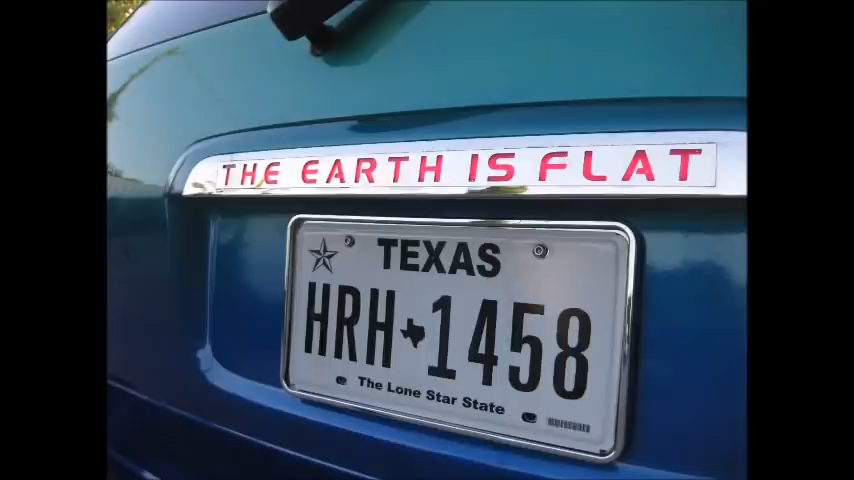 THE EARTH IS FLAT
TEXAS
HRH 1458
The Lone Star State